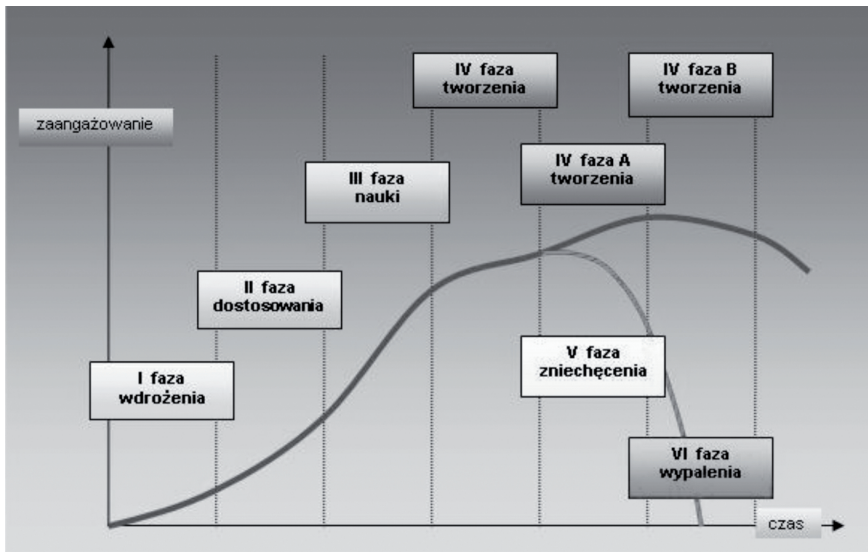 zaangażowanie
IV faza
tworzenia
IV faza B
tworzenia
IV faza A
tworzenia
III faza
nauki
II faza
dostosowania
I faza
wdrożenia
V faza
zniechęcenia
VI faza
wypalenia
czas